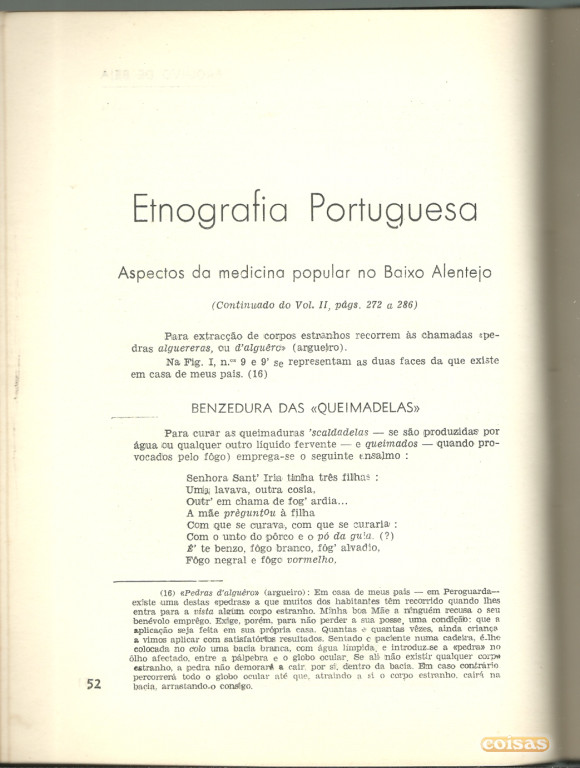 Etnografia Portuguesa
Aspectos da medicina popular no Baixo Alentejo
(Continuado do Vol. II, págs. 272 a 286)
Para extracção de corpos estranhos recorrem às chamadas «pe-
dras alguereras, ou d'alguêro» (argueiro).
Na Fig. I, n.os 9 e 9' se representam as duas faces da que existe
em casa de meus pais. (16)
BENZEDURA DAS «QUEIMADELAS»
Para curar as queimaduras 'scaldadelas — se são produzidas por
água ou qualquer outro líquido fervente — e queimados — quando pro-
vocados pelo fôgo) emprega-se o seguinte ensalmo :
Senhora Sant' Iria tinha três filhas :
Uma lavava, outra cosia,
Outr' em chama de fog' ardia...
A mãe prèguntou à filha
Com que se curava, com que se curaria :
Com o unto do pôrco e o pó da guia. (?)
E' te benzo, fôgo branco, fôg' alvadio,
Fôgo negral e fôgo vormelho,
(16) «Pedras d'alguêro» (argueiro): Em casa de meus pais — em Peroguarda—
existe uma destas «pedras» a que muitos dos habitantes têm recorrido quando lhes
entra para a vista algum corpo estranho. Minha boa Mãe a ninguém recusa o seu
benévolo emprêgo. Exige, porém, para não perder a sua posse, uma condição: que a
aplicação seja feita em sua própria casa. Quantas e quantas vêzes, ainda criança
a vimos aplicar com satisfatórios resultados. Sentado o paciente numa cadeira, é-lhe
colocada no colo uma bacia branca, com água límpida, e introduz-se a «pedra» no
ôlho afectado, entre a pálpebra e o globo ocular. Se ali não existir qualquer corpo
estranho, a pedra não demorará a cair, por si, dentro da bacia. Em caso contrário
percorrerá todo o globo ocular até que, atraindo a si o corpo estranho, cairá na
bacia, arrastando-o consigo.
52
coisas